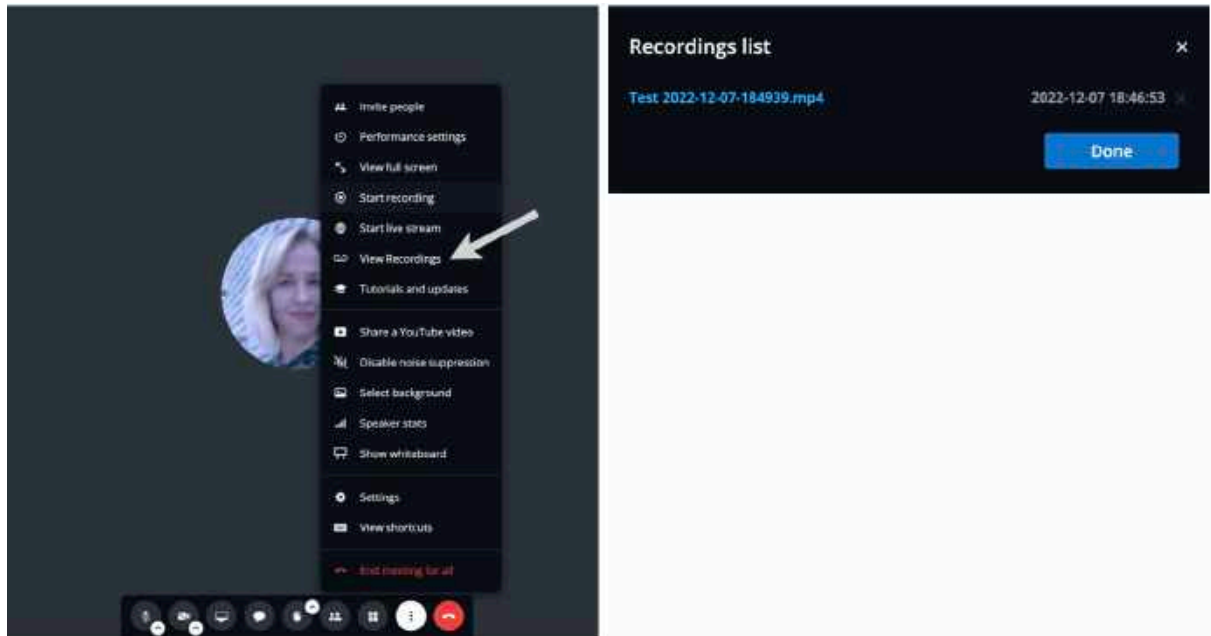 Invite people
Performance settings
View full screen
Start recording
Start live stream
View Recordings
Tutorials and updates
Share a YouTube video
Disable noise suppression
Select background
Speaker stats
Show whiteboard
Settings
View shortcuts
End meeting for all
Recordings list
Test 2022-12-07-184939.mp4 2022-12-07 18:46:53
Done